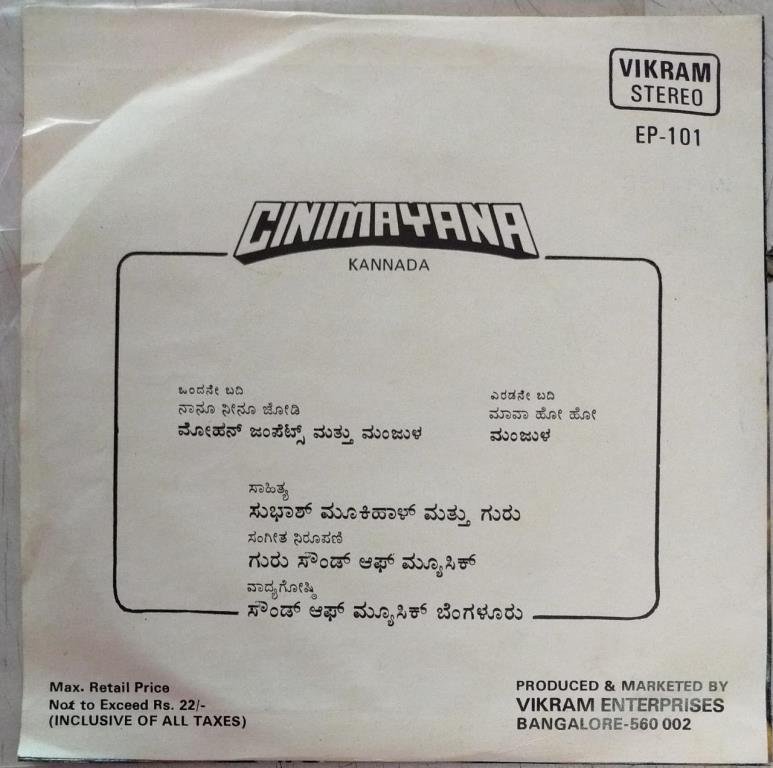 VIKRAM
STEREO
EP-101
CINIMAYANA
KANNADA
ಒಂದನೇ ಬದಿ
ನಾನೂ ನೀನೂ ಜೋಡಿ
ಮೋಹನ್ ಜಂಪೆಟ್ಸ್ ಮತ್ತು ಮಂಜುಳ
ಎರಡನೇ ಬದಿ
ಮಾವಾ ಹೋ ಹೋ
ಮಂಜುಳ
ಸಾಹಿತ್ಯ
ಸುಭಾಶ್ ಮೂಕಿಹಾಳ್ ಮತ್ತು ಗುರು
ಸಂಗೀತ ನಿರೂಪಣೆ
ಗುರು ಸೌಂಡ್ ಆಫ್ ಮ್ಯೂಸಿಕ್
ವಾದ್ಯಗೋಷ್ಠಿ
ಸೌಂಡ್ ಆಫ್ ಮ್ಯೂಸಿಕ್ ಬೆಂಗಳೂರು
Max. Retail Price
Not to Exceed Rs. 22/-
(INCLUSIVE OF ALL TAXES)
PRODUCED & MARKETED BY
VIKRAM ENTERPRISES
BANGALORE-560 002